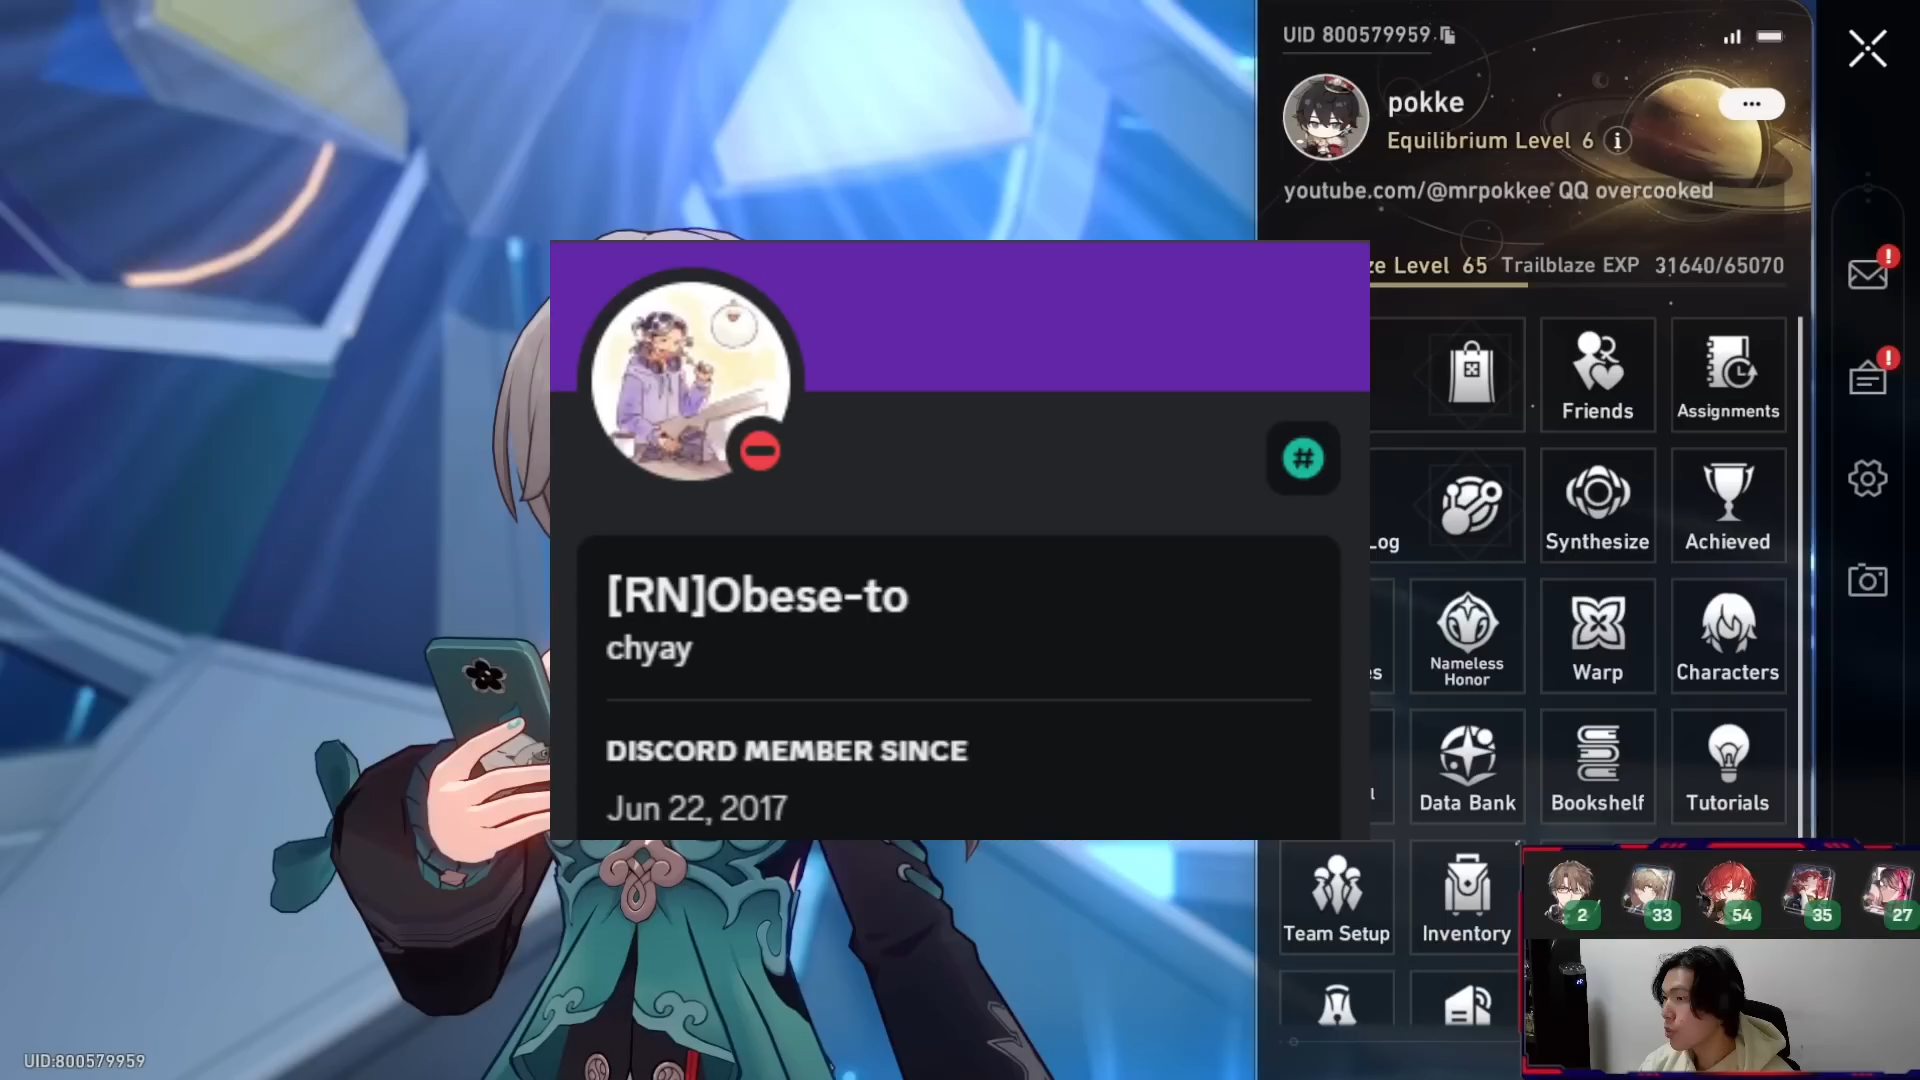 UID 800579959
pokke
...
Equilibrium Level 6
youtube.com/@mrpokkee QQ overcooked
Level 65 Trailblaze EXP 31640/65070
Friends
Assignments
Log
Synthesize
Achieved
Nameless
Honor
Warp
Characters
Data Bank
Bookshelf
Tutorials
Team Setup
Inventory
#
[RN]Obese-to
chyay
DISCORD MEMBER SINCE
Jun 22, 2017
2
33
54
35
27
UID:800579959